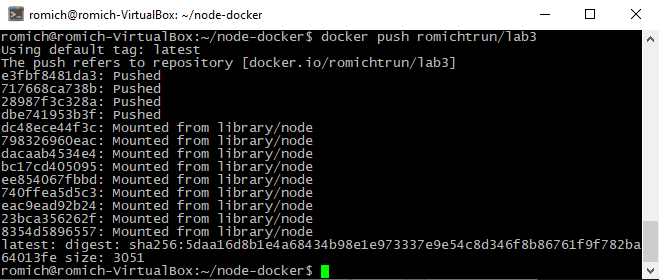 romich@romich-VirtualBox: ~/node-docker
romich@romich-VirtualBox:~/node-docker$ docker push romichtrun/lab3
Using default tag: latest
The push refers to repository [docker.io/romichtrun/lab3]
e3fbf8481da3: Pushed
717668ca738b: Pushed
28987f3c328a: Pushed
dbe741953b3f: Pushed
dc48ece44f3c: Mounted from library/node
798326960eac: Mounted from library/node
dacaab4534e4: Mounted from library/node
bc17cd405095: Mounted from library/node
ee854067fbbd: Mounted from library/node
740ffea5d5c3: Mounted from library/node
eac9ead92b24: Mounted from library/node
23bca356262f: Mounted from library/node
8354d5896557: Mounted from library/node
latest: digest: sha256:5daa16d8b1e4a68434b98e1e973337e9e54c8d346f8b86761f9f782ba
64013fe size: 3051
romich@romich-VirtualBox:~/node-docker$